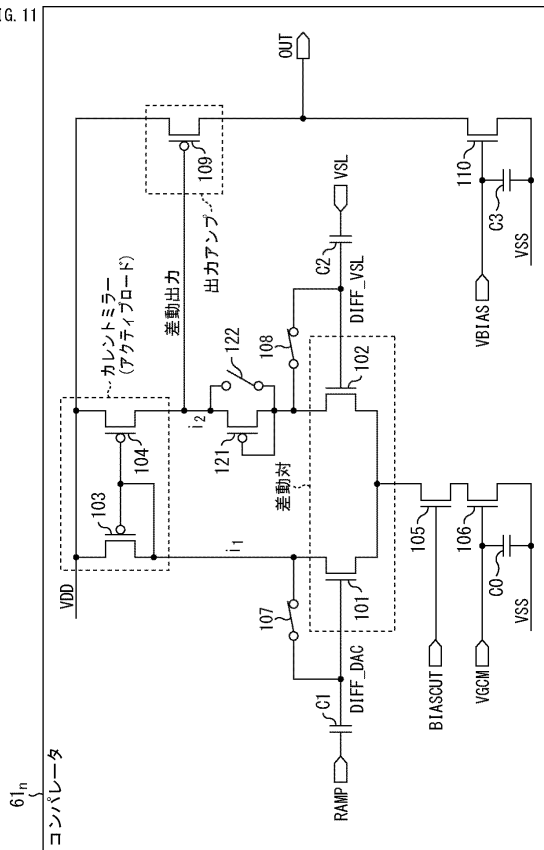 FIG. 11
61n
コンパレータ
VDD
カレントミラー
(アクティブロード)
103
104
109
出力アンプ
差動出力
OUT
i1
i2
121
122
107
108
差動対
101
102
RAMP
C1
DIFF_DAC
DIFF_VSL
C2
VSL
BIASCUT
105
VGCM
106
C0
VSS
VBIAS
110
C3
VSS